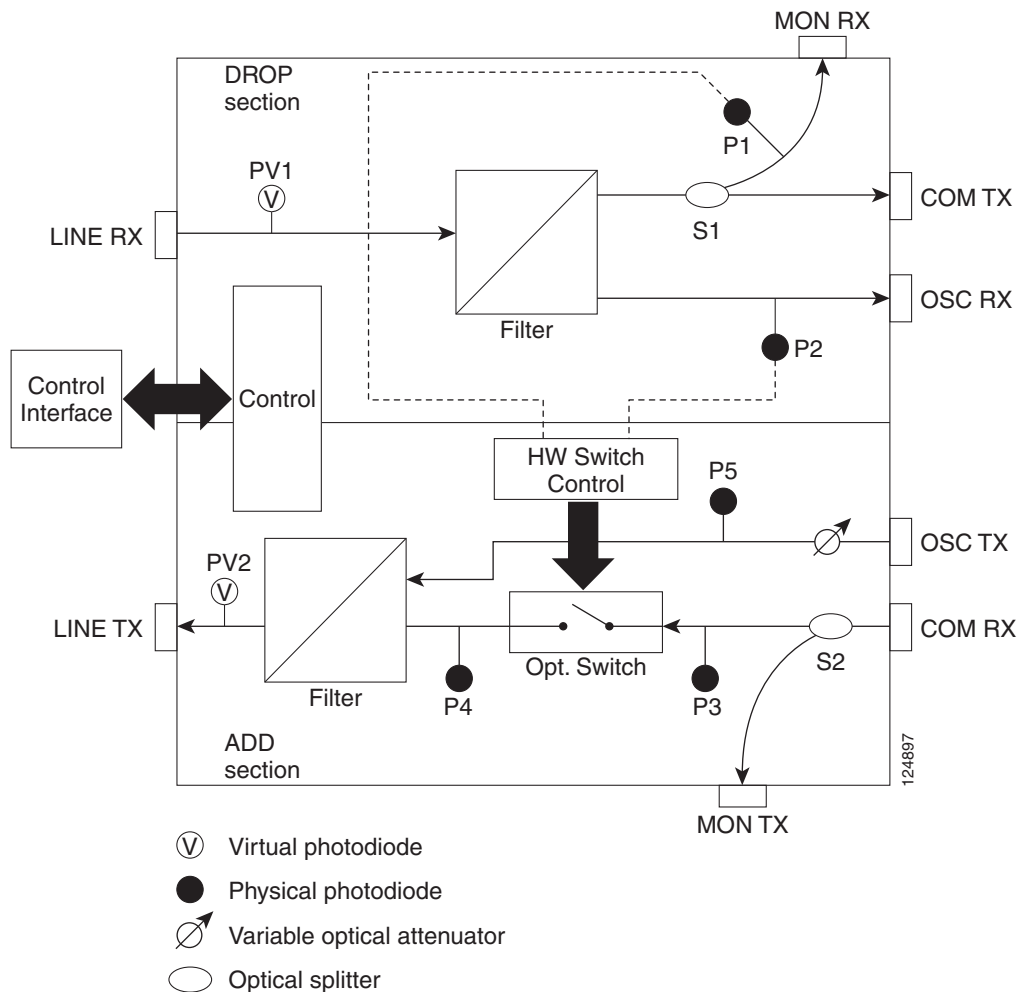 MON RX
DROP
section
P1
PV1
V
COM TX
S1
LINE RX
OSC RX
Filter
P2
Control
Interface
Control
HW Switch
Control
P5
OSC TX
PV2
V
LINE TX
COM RX
S2
Opt. Switch
Filter
P4
P3
ADD
section
124897
MON TX
V Virtual photodiode
Physical photodiode
Variable optical attenuator
Optical splitter